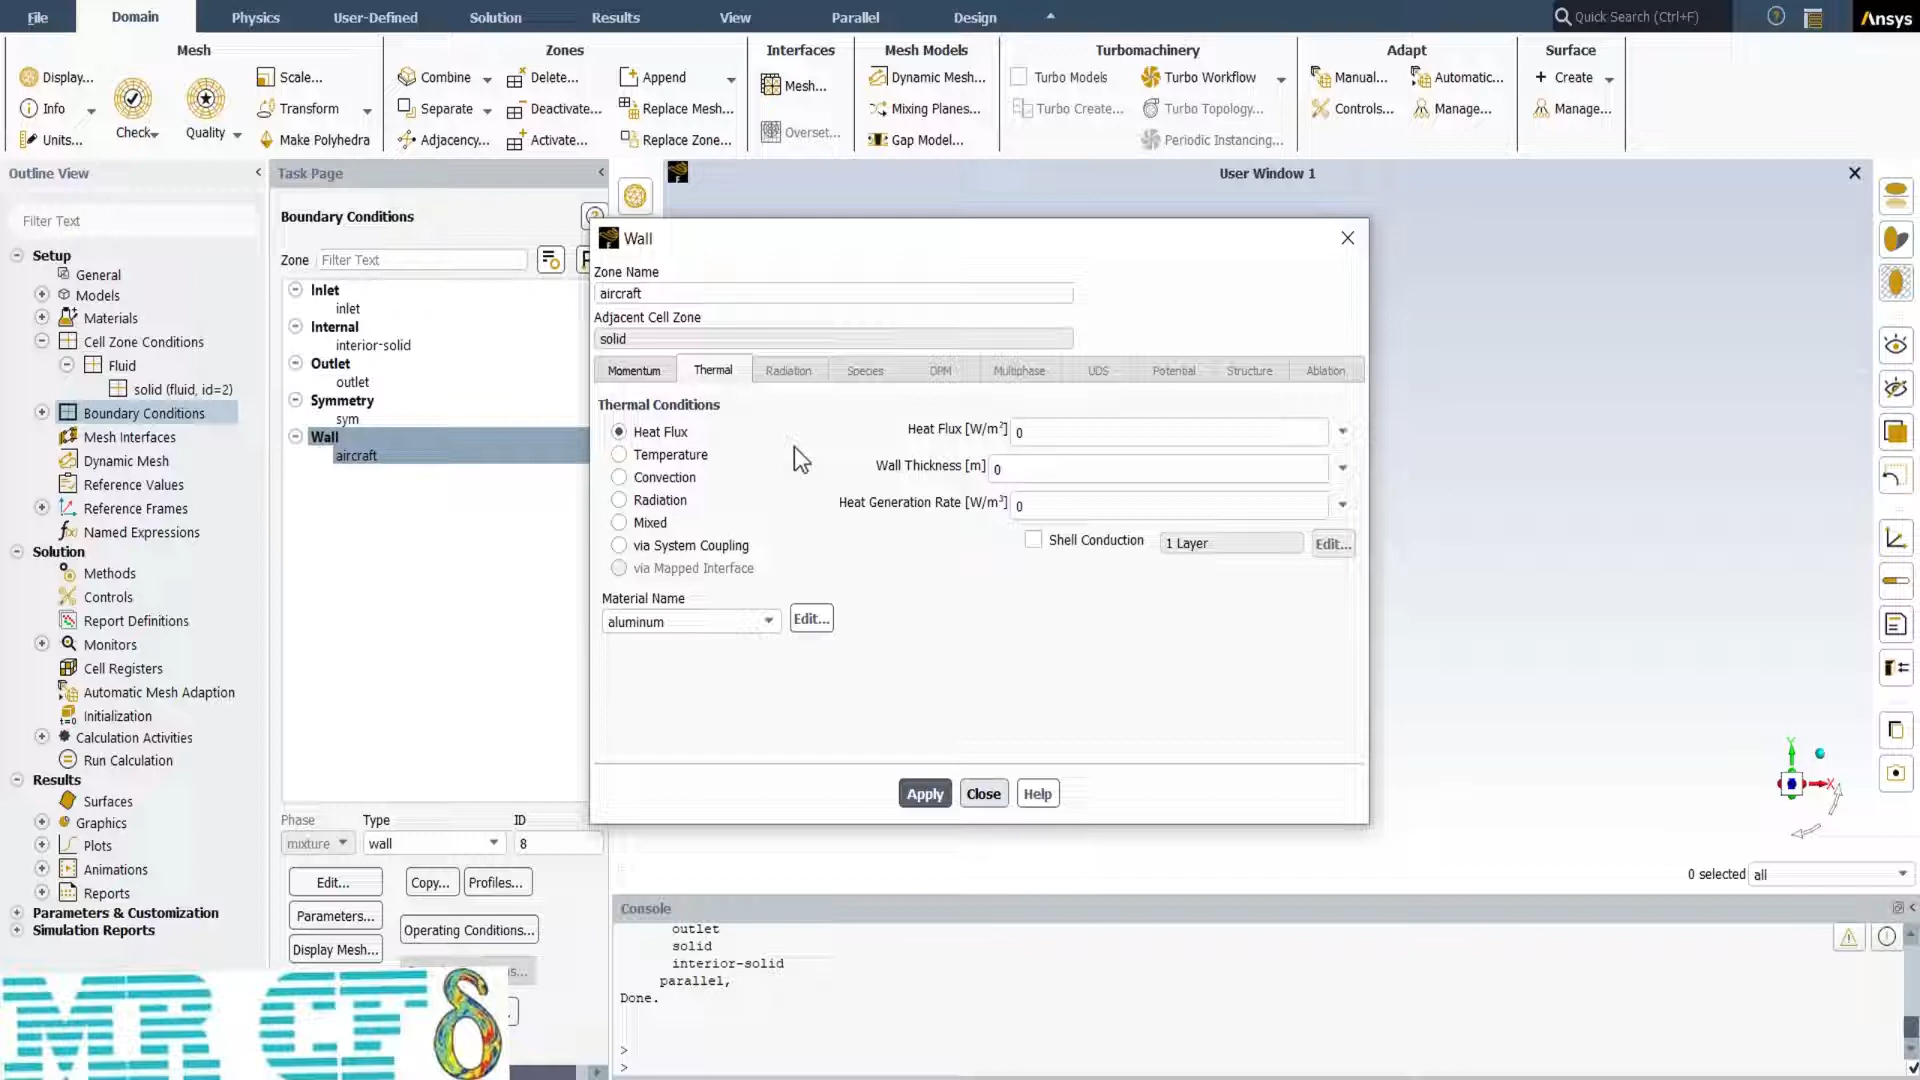 File Domain Physics User-Defined Solution Results View Parallel Design Quick Search (Ctrl+F) Ansys
Mesh Zones Interfaces Mesh Models Turbomachinery Adapt Surface
Display... Scale... Combine Delete... Append Mesh... Dynamic Mesh... Turbo Models Turbo Workflow Manual... Automatic... + Create
Info Check Quality Transform Separate Deactivate... Replace Mesh... Mixing Planes... Turbo Create... Turbo Topology... Controls... Manage... Manage...
Units... Make Polyhedra Adjacency... Activate... Replace Zone... Overset... Gap Model... Periodic Instancing...
Outline View
Filter Text
Setup
General
Models
Materials
Cell Zone Conditions
Fluid
solid (fluid, id=2)
Boundary Conditions
Mesh Interfaces
Dynamic Mesh
Reference Values
Reference Frames
Named Expressions
Solution
Methods
Controls
Report Definitions
Monitors
Cell Registers
Automatic Mesh Adaption
Initialization
Calculation Activities
Run Calculation
Results
Surfaces
Graphics
Plots
Animations
Reports
Parameters & Customization
Simulation Reports
Task Page
Boundary Conditions
Zone Filter Text
Inlet
inlet
Internal
interior-solid
Outlet
outlet
Symmetry
sym
Wall
aircraft
Phase Type ID
mixture wall 8
Edit... Copy... Profiles...
Parameters... Operating Conditions...
Display Mesh...
User Window 1
Wall
Zone Name
aircraft
Adjacent Cell Zone
solid
Momentum Thermal Radiation Species DPM Multiphase UDS Potential Structure Ablation
Thermal Conditions
Heat Flux
Temperature
Convection
Radiation
Mixed
via System Coupling
via Mapped Interface
Heat Flux [W/m²] 0
Wall Thickness [m] 0
Heat Generation Rate [W/m³] 0
Shell Conduction 1 Layer Edit...
Material Name
aluminum Edit...
Apply Close Help
Y
X
0 selected all
Console
outlet
solid
interior-solid
parallel,
Done.
>
>
MR CF